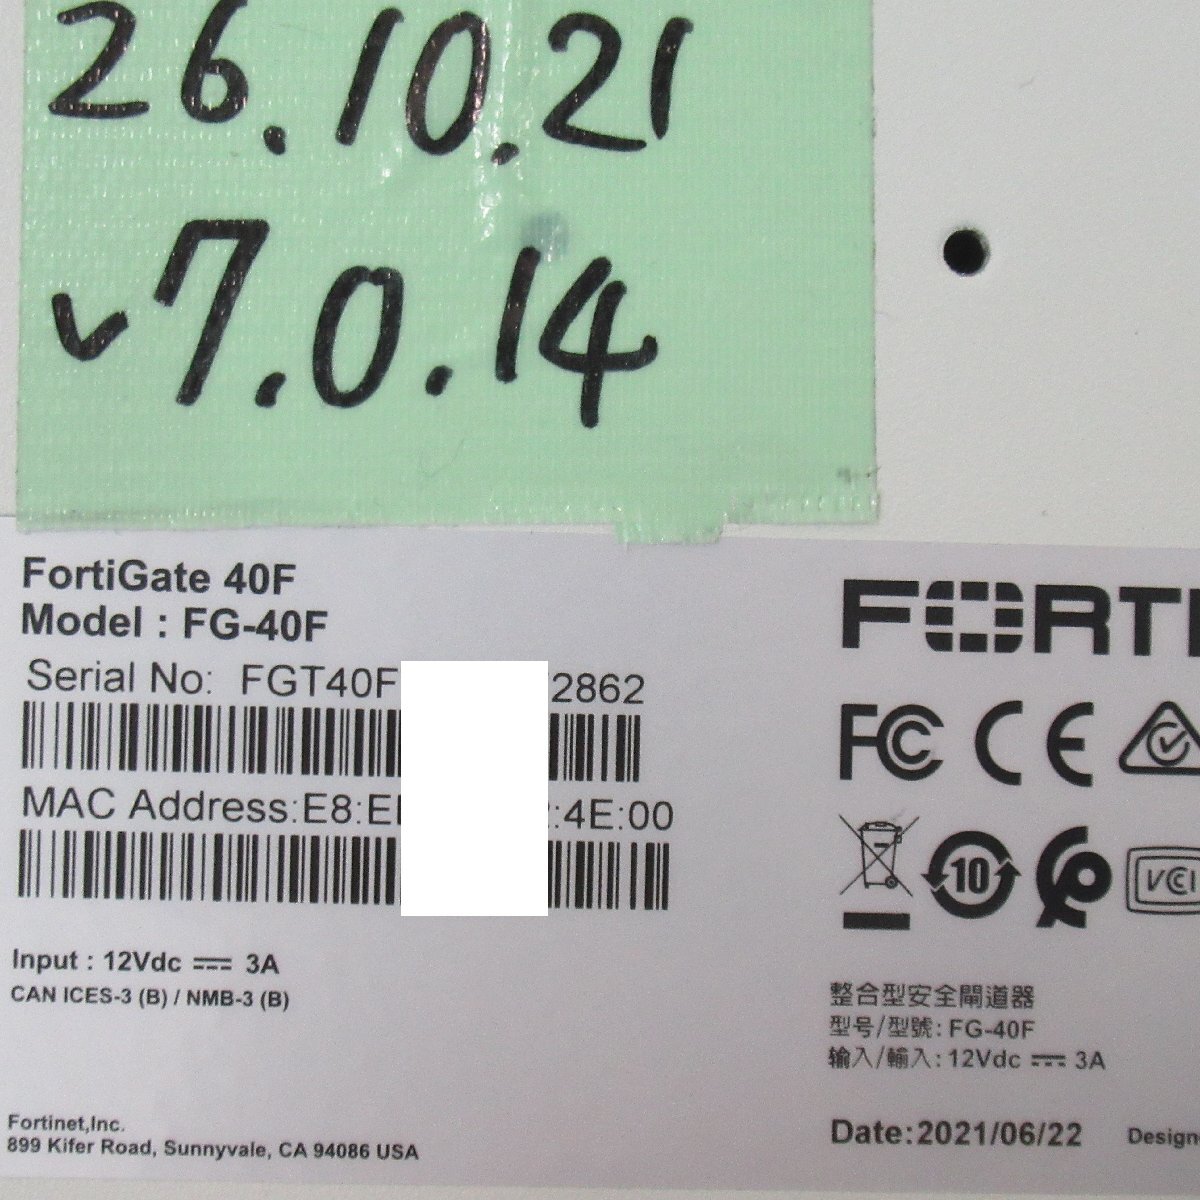 26.10.21
v7.0.14
FortiGate 40F
Model : FG-40F
Serial No: FGT40F 2862
MAC Address:E8: :4E:00
Input : 12Vdc ⎓ 3A
CAN ICES-3 (B) / NMB-3 (B)
Fortinet,Inc.
899 Kifer Road, Sunnyvale, CA 94086 USA
FORTI
FC CE
10
VCI
整合型安全閘道器
型号/型號: FG-40F
输入/輸入: 12Vdc ⎓ 3A
Date:2021/06/22
Design